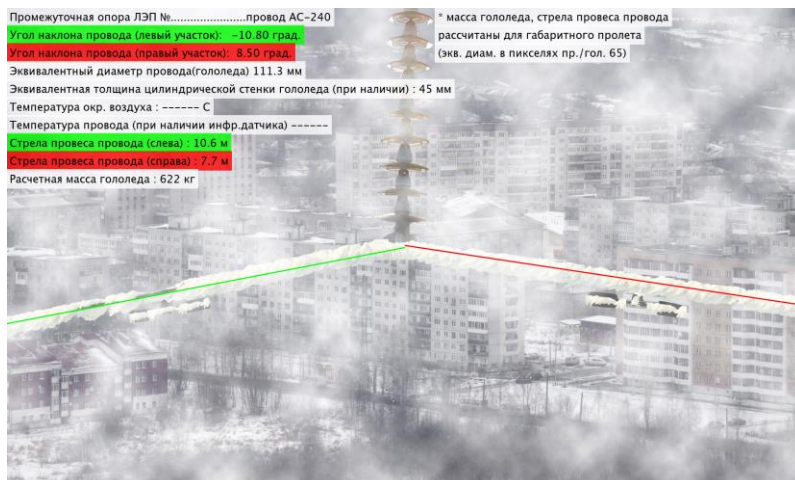 Промежуточная опора ЛЭП №.......................провод АС-240
Угол наклона провода (левый участок): −10.80 град.
Угол наклона провода (правый участок): 8.50 град.
Эквивалентный диаметр провода(гололеда) 111.3 мм
Эквивалентная толщина цилиндрической стенки гололеда (при наличии) : 45 мм
Температура окр. воздуха : −−−−−− С
Температура провода (при наличии инфр.датчика) −−−−−−
Стрела провеса провода (слева) : 10.6 м
Стрела провеса провода (справа) : 7.7 м
Расчетная масса гололеда : 622 кг
* масса гололеда, стрела провеса провода
рассчитаны для габаритного пролета
(экв. диам. в пикселях пр./гол. 65)